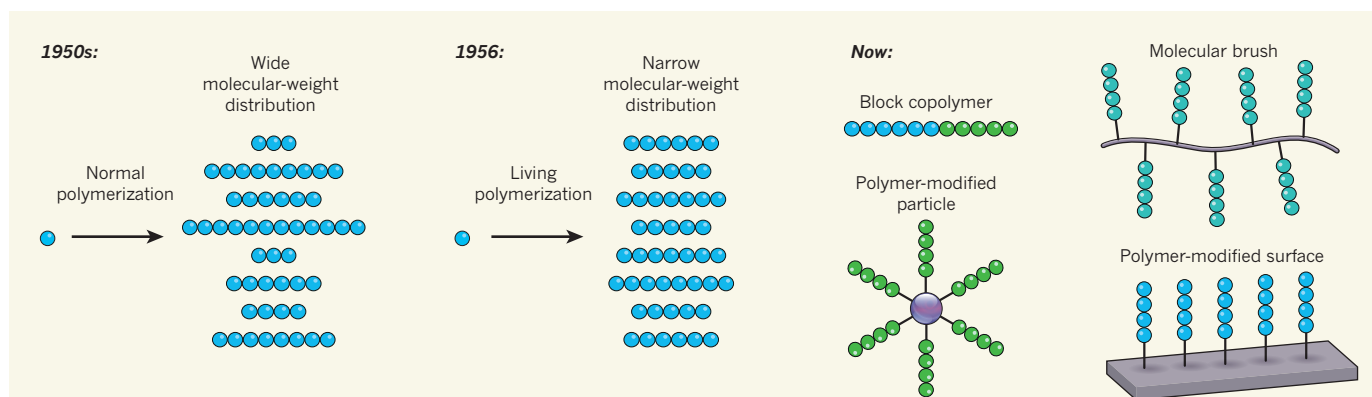 1950s:
Wide
molecular-weight
distribution
Normal
polymerization
1956:
Narrow
molecular-weight
distribution
Living
polymerization
Now:
Block copolymer
Polymer-modified
particle
Molecular brush
Polymer-modified surface